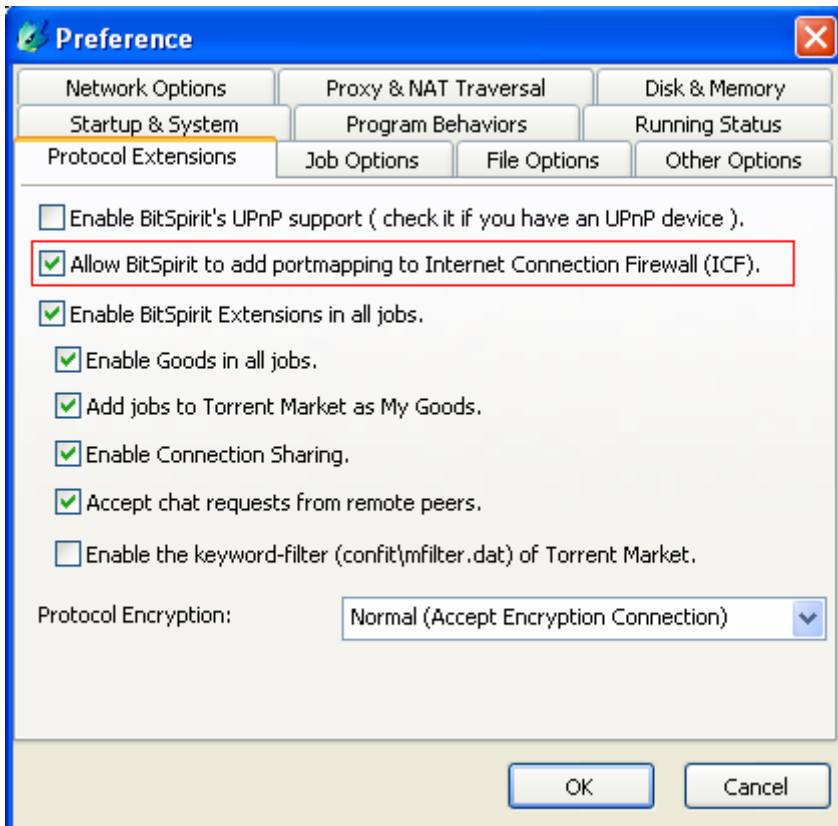 Preference
Network Options
Proxy & NAT Traversal
Disk & Memory
Startup & System
Program Behaviors
Running Status
Protocol Extensions
Job Options
File Options
Other Options
Enable BitSpirit's UPnP support ( check it if you have an UPnP device ).
Allow BitSpirit to add portmapping to Internet Connection Firewall (ICF).
Enable BitSpirit Extensions in all jobs.
Enable Goods in all jobs.
Add jobs to Torrent Market as My Goods.
Enable Connection Sharing.
Accept chat requests from remote peers.
Enable the keyword-filter (confit\mfilter.dat) of Torrent Market.
Protocol Encryption:
Normal (Accept Encryption Connection)
OK
Cancel